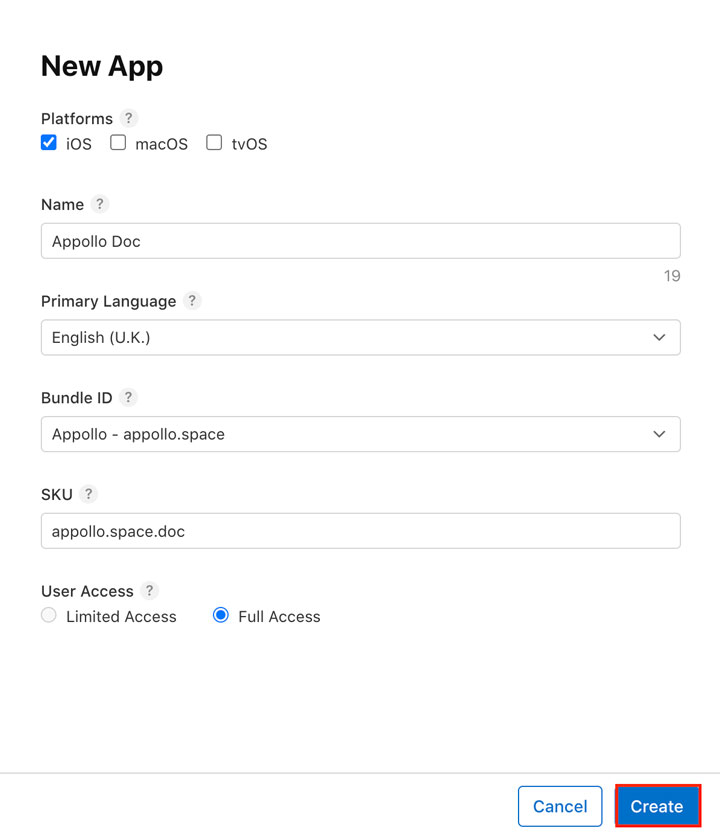 New App
Platforms ?
iOS macOS tvOS
Name ?
Appollo Doc
19
Primary Language ?
English (U.K.)
Bundle ID ?
Appollo - appollo.space
SKU ?
appollo.space.doc
User Access ?
Limited Access Full Access
Cancel Create